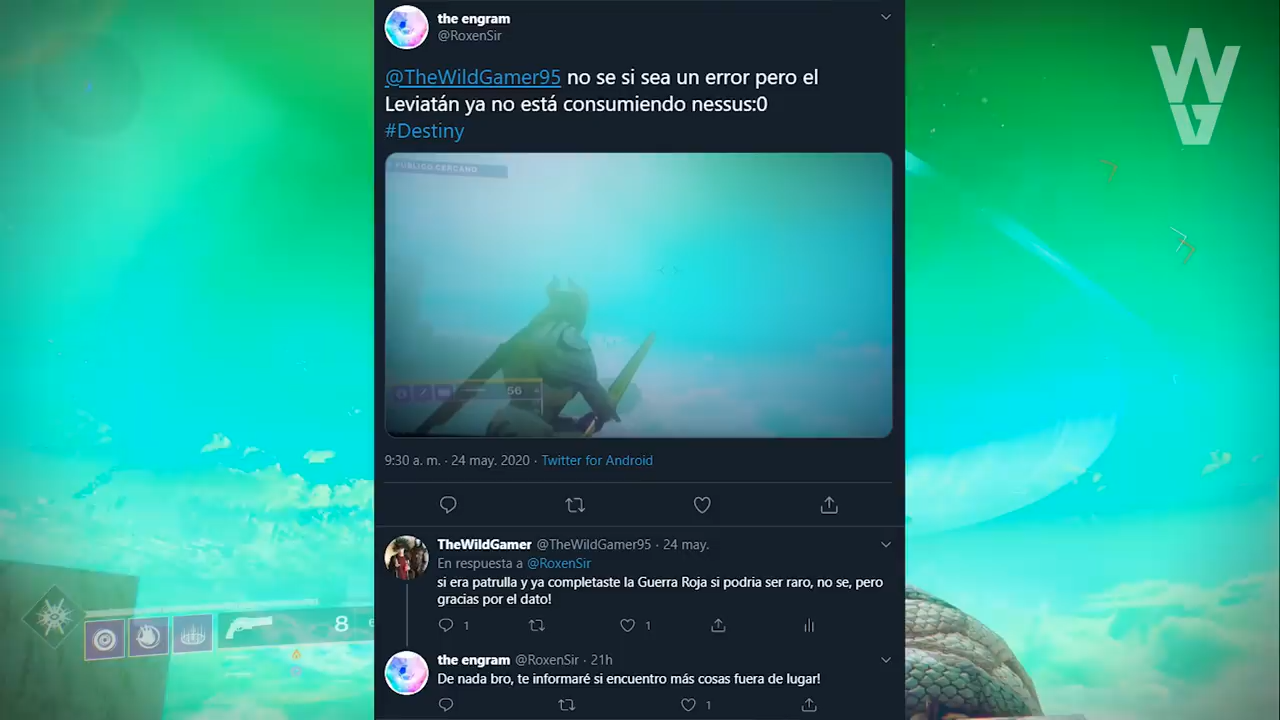 the engram
@RoxenSir
@TheWildGamer95 no se si sea un error pero el
Leviatán ya no está consumiendo nessus:0
#Destiny
PÚBLICO CERCANO
56
9:30 a. m. · 24 may. 2020 · Twitter for Android
TheWildGamer @TheWildGamer95 · 24 may.
En respuesta a @RoxenSir
si era patrulla y ya completaste la Guerra Roja si podria ser raro, no se, pero
gracias por el dato!
1
1
the engram @RoxenSir · 21h
De nada bro, te informaré si encuentro más cosas fuera de lugar!
1
8
WG